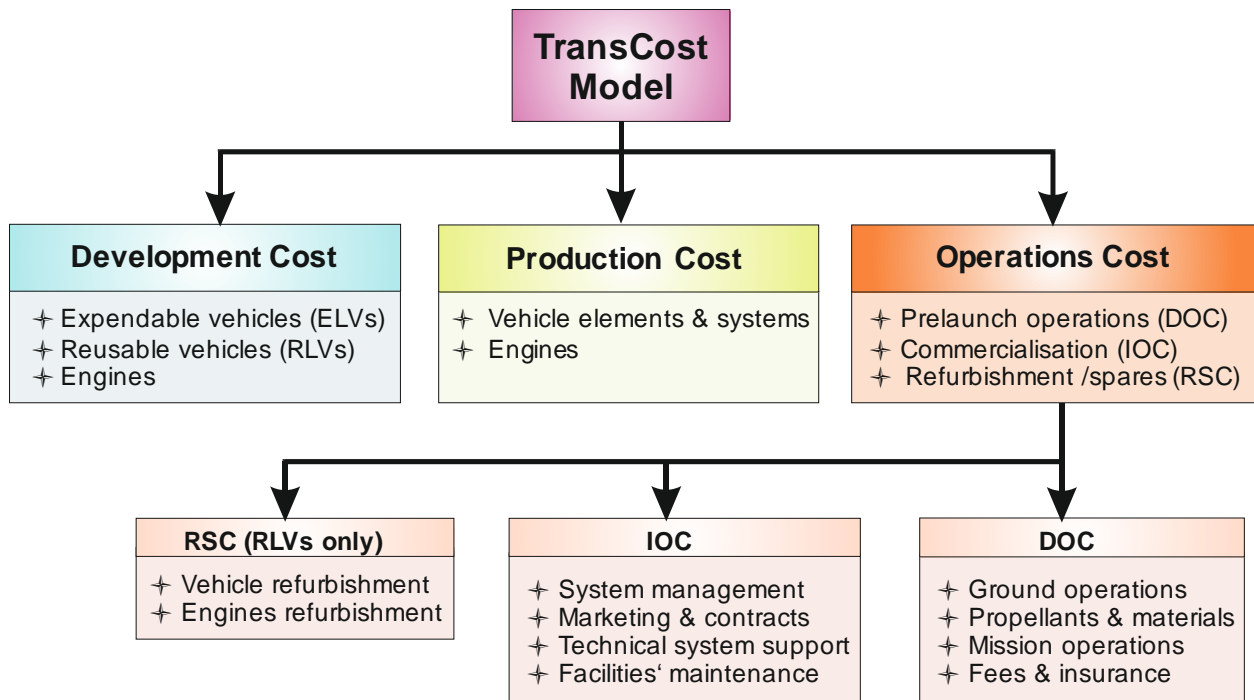 TransCost
Model
Development Cost
Expendable vehicles (ELVs)
Reusable vehicles (RLVs)
Engines
Production Cost
Vehicle elements & systems
Engines
Operations Cost
Prelaunch operations (DOC)
Commercialisation (IOC)
Refurbishment /spares (RSC)
RSC (RLVs only)
Vehicle refurbishment
Engines refurbishment
IOC
System management
Marketing & contracts
Technical system support
Facilities‘ maintenance
DOC
Ground operations
Propellants & materials
Mission operations
Fees & insurance